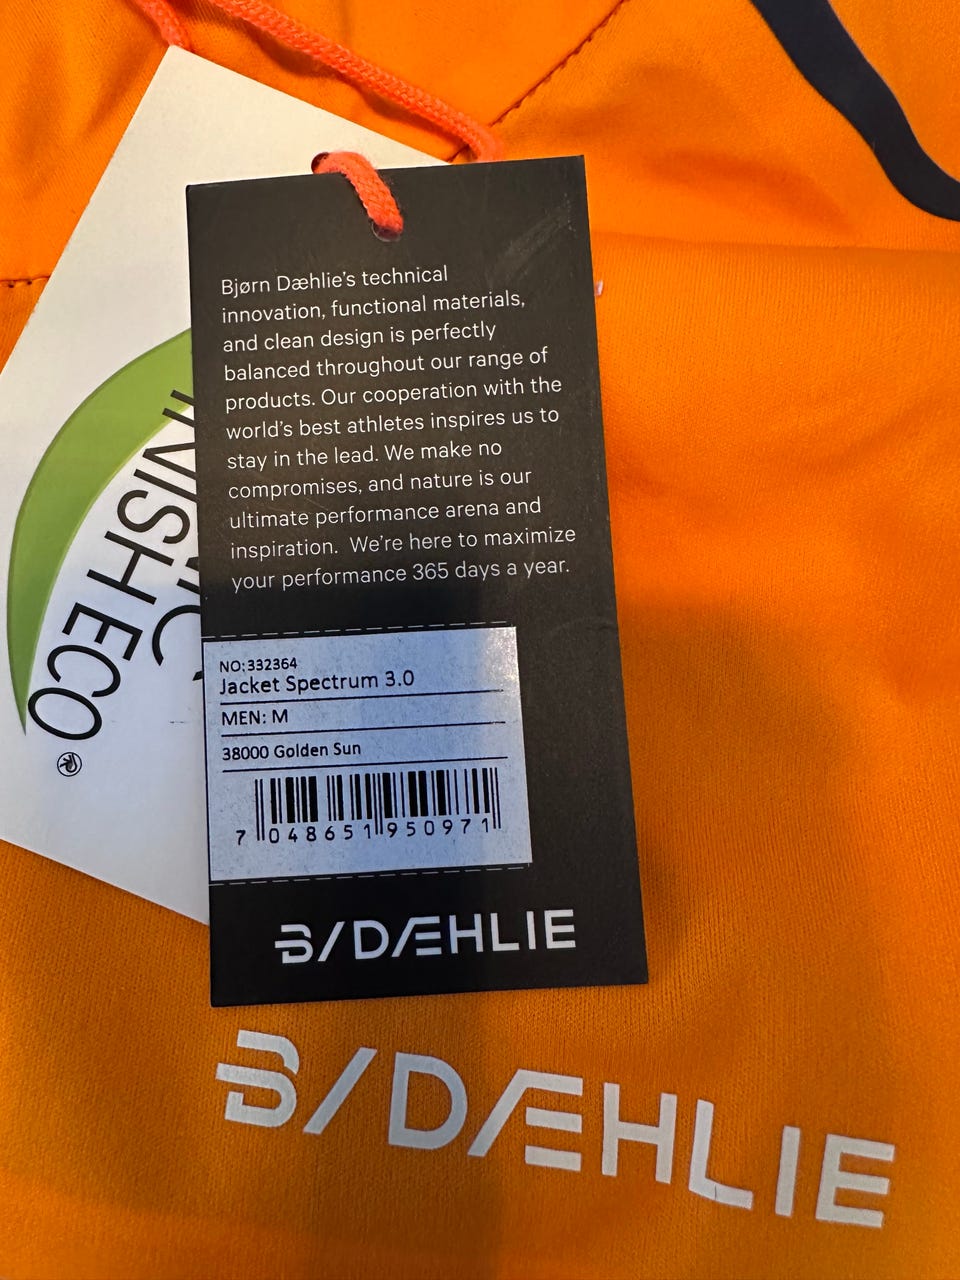 Bjørn Dæhlie's technical
innovation, functional materials,
and clean design is perfectly
balanced throughout our range of
products. Our cooperation with the
world's best athletes inspires us to
stay in the lead. We make no
compromises, and nature is our
ultimate performance arena and
inspiration.  We're here to maximize
your performance 365 days a year.
NO:332364
Jacket Spectrum 3.0
MEN: M
38000 Golden Sun
7 048651 950971
B/DÆHLIE
ECO
®
B/DÆHLIE